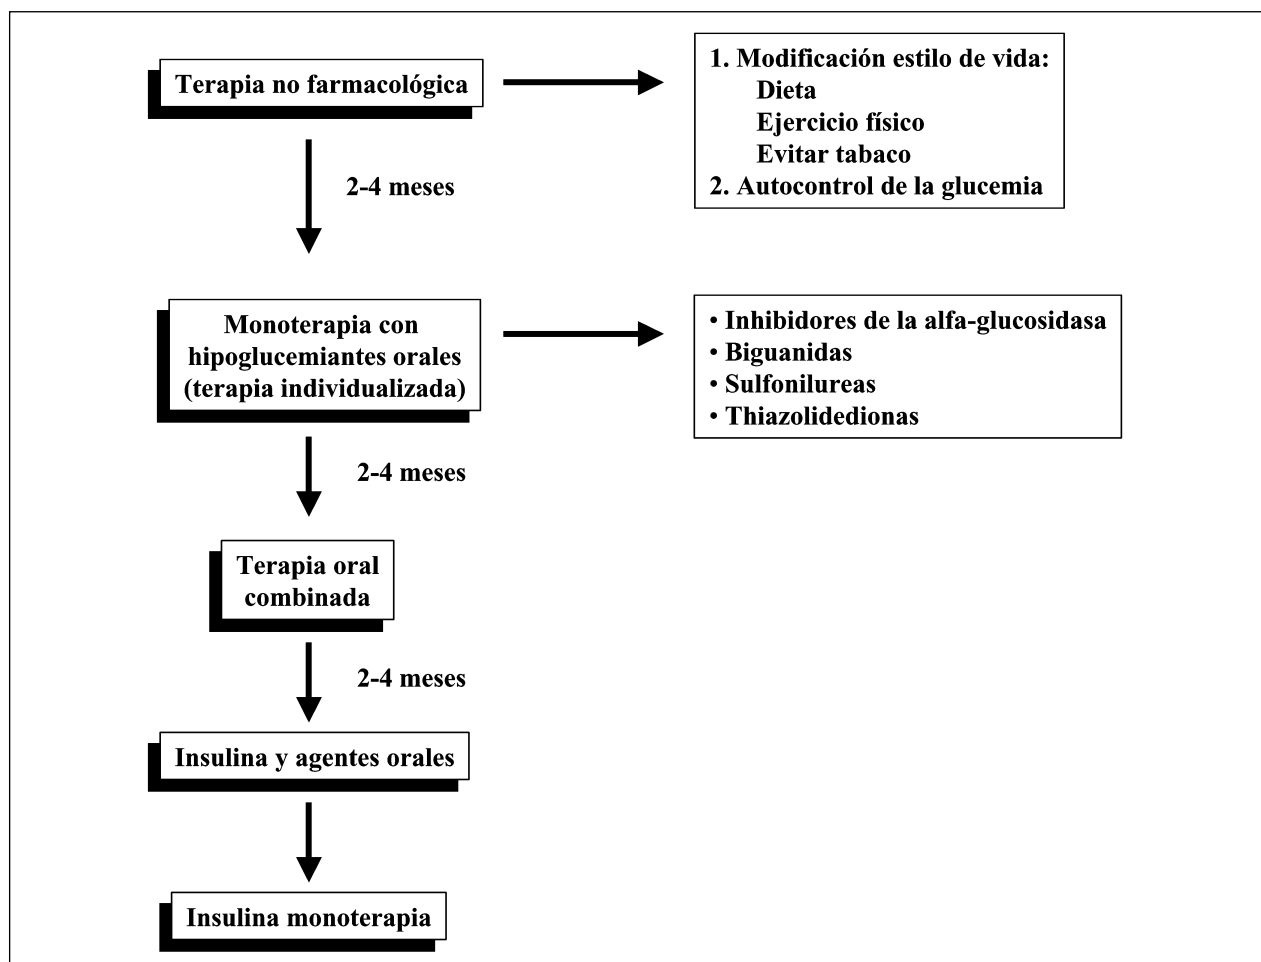 Terapia no farmacológica
1. Modificación estilo de vida:
Dieta
Ejercicio físico
Evitar tabaco
2. Autocontrol de la glucemia
2-4 meses
Monoterapia con
hipoglucemiantes orales
(terapia individualizada)
• Inhibidores de la alfa-glucosidasa
• Biguanidas
• Sulfonilureas
• Thiazolidedionas
2-4 meses
Terapia oral
combinada
2-4 meses
Insulina y agentes orales
Insulina monoterapia